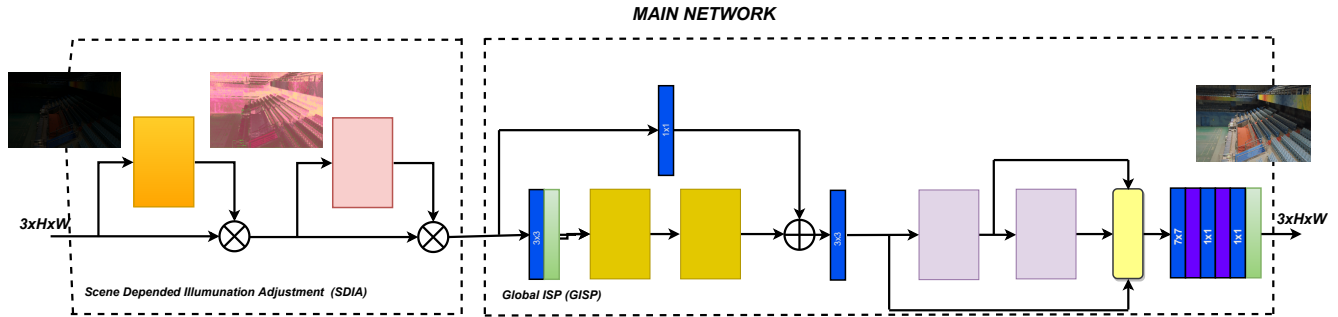 MAIN NETWORK
3xHxW
Scene Depended Illumunation Adjustment (SDIA)
1x1
3x3
Global ISP (GISP)
3x3
7x7
1x1
1x1
3xHxW